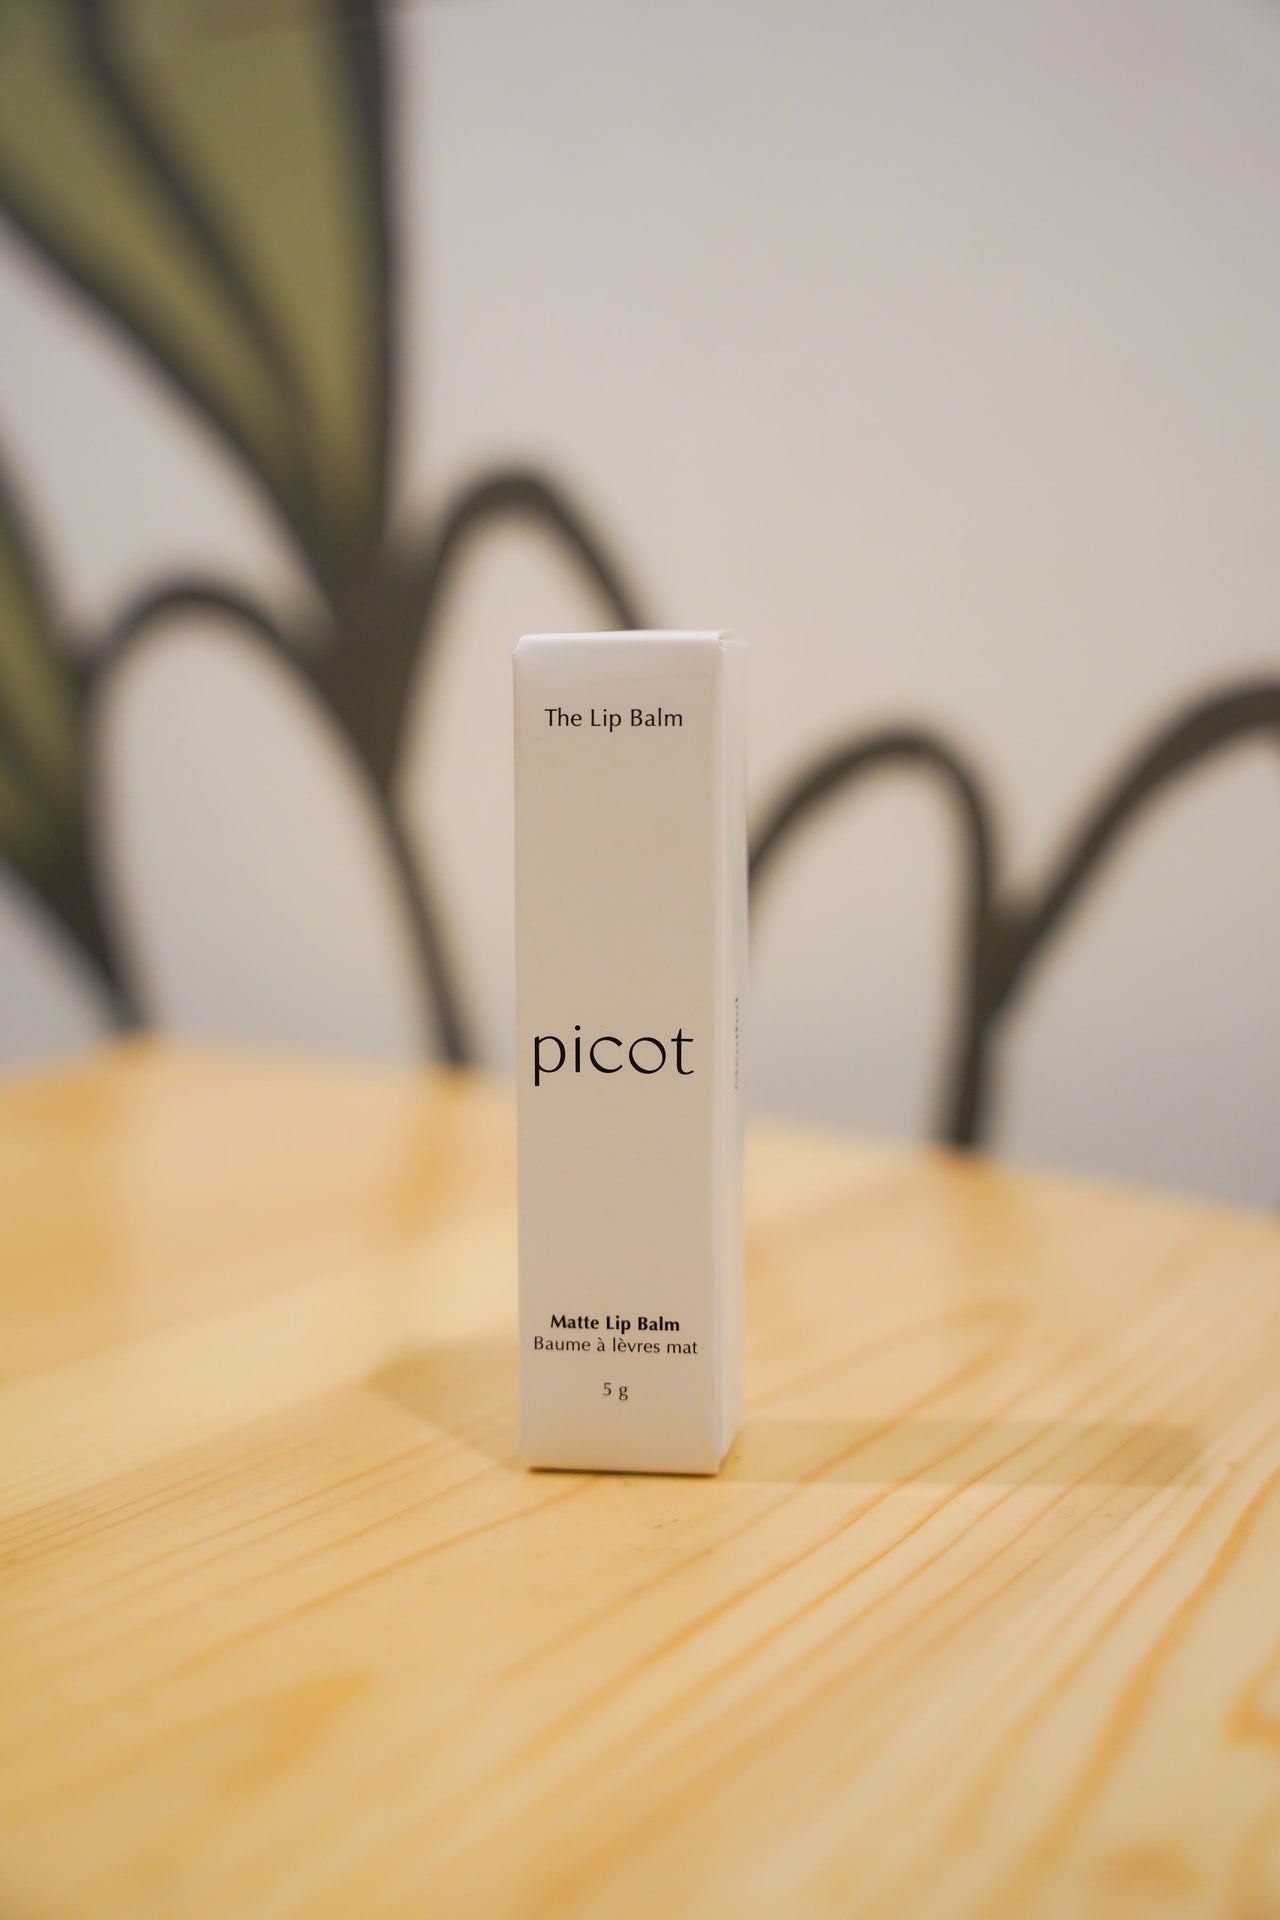 The Lip Balm
picot
Matte Lip Balm
Baume à lèvres mat
5 g